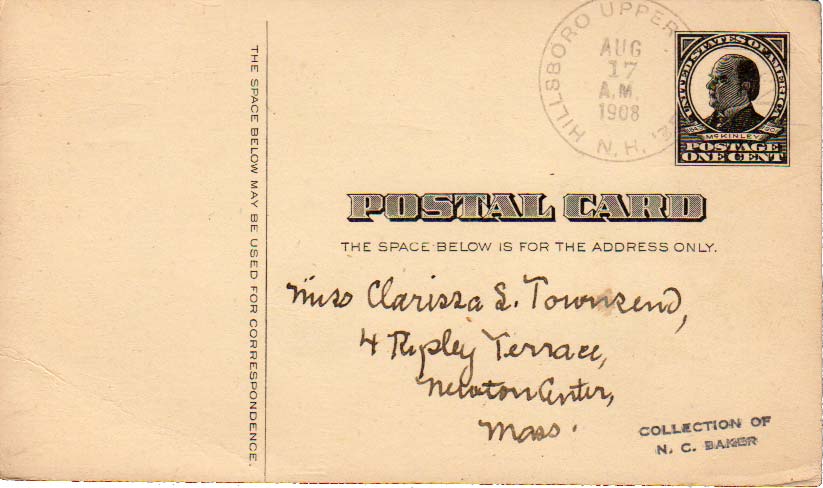 THE SPACE BELOW MAY BE USED FOR CORRESPONDENCE.
HILLSBORO UPPER
N.H.
AUG
17
A.M.
1908
UNITED STATES OF AMERICA
McKINLEY
POSTAGE
ONE CENT
POSTAL CARD
THE SPACE BELOW IS FOR THE ADDRESS ONLY.
Miss Clarissa S. Townsend,
4 Ripley Terrace,
Newton Center,
Mass.
COLLECTION OF
N. C. BAKER